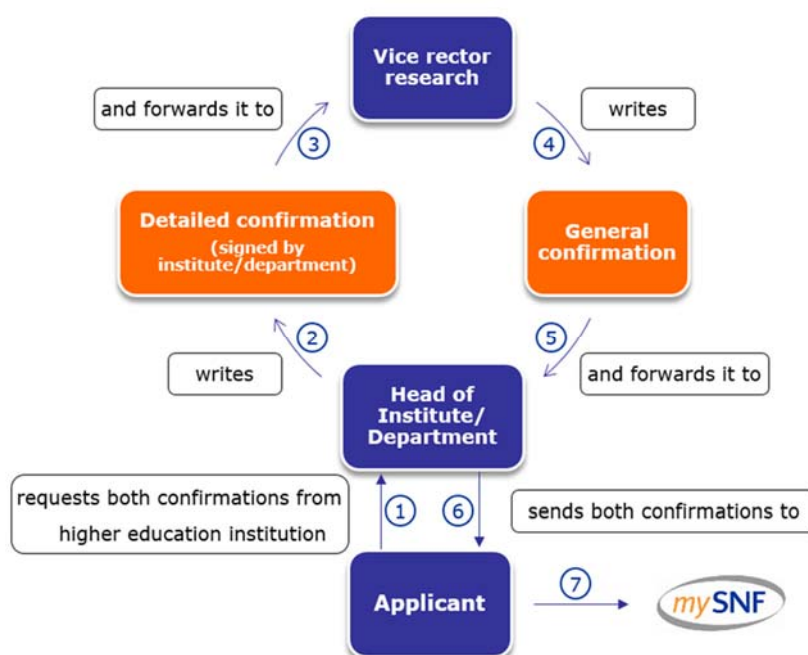 Vice rector
research
and forwards it to
writes
3
4
Detailed confirmation
(signed by
institute/department)
General
confirmation
2
5
writes
and forwards it to
Head of
Institute/
Department
requests both confirmations from
higher education institution
1
6
sends both confirmations to
Applicant
7
mySNF